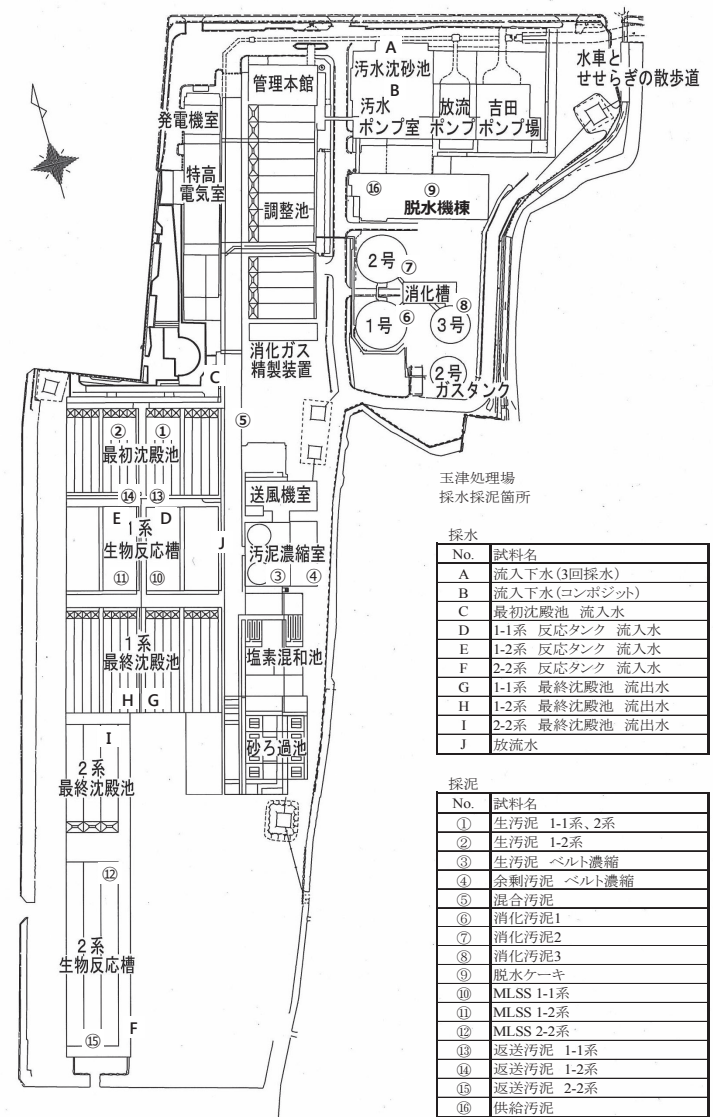 A
汚水沈砂池
B
汚水
ポンプ室
放流
ポンプ
吉田
ポンプ場
水車と
せせらぎの散歩道
管理本館
発電機室
特高
電気室
調整池
⑯
⑨
脱水機棟
2号
⑦
消化槽
⑧
1号
⑥
3号
2号
ガスタンク
消化ガス
精製装置
C
⑤
②
①
最初沈殿池
⑭
⑬
E
D
1系
生物反応槽
⑪
⑩
J
送風機室
汚泥濃縮室
③
④
1系
最終沈殿池
H
G
塩素混和池
砂ろ過池
I
2系
最終沈殿池
⑫
2系
生物反応槽
F
⑮
玉津処理場
採水採泥箇所
採水
No. 試料名
A 流入下水(3回採水)
B 流入下水(コンポジット)
C 最初沈殿池 流入水
D 1-1系 反応タンク 流入水
E 1-2系 反応タンク 流入水
F 2-2系 反応タンク 流入水
G 1-1系 最終沈殿池 流出水
H 1-2系 最終沈殿池 流出水
I 2-2系 最終沈殿池 流出水
J 放流水
採泥
No. 試料名
① 生汚泥 1-1系、2系
② 生汚泥 1-2系
③ 生汚泥 ベルト濃縮
④ 余剰汚泥 ベルト濃縮
⑤ 混合汚泥
⑥ 消化汚泥1
⑦ 消化汚泥2
⑧ 消化汚泥3
⑨ 脱水ケーキ
⑩ MLSS 1-1系
⑪ MLSS 1-2系
⑫ MLSS 2-2系
⑬ 返送汚泥 1-1系
⑭ 返送汚泥 1-2系
⑮ 返送汚泥 2-2系
⑯ 供給汚泥